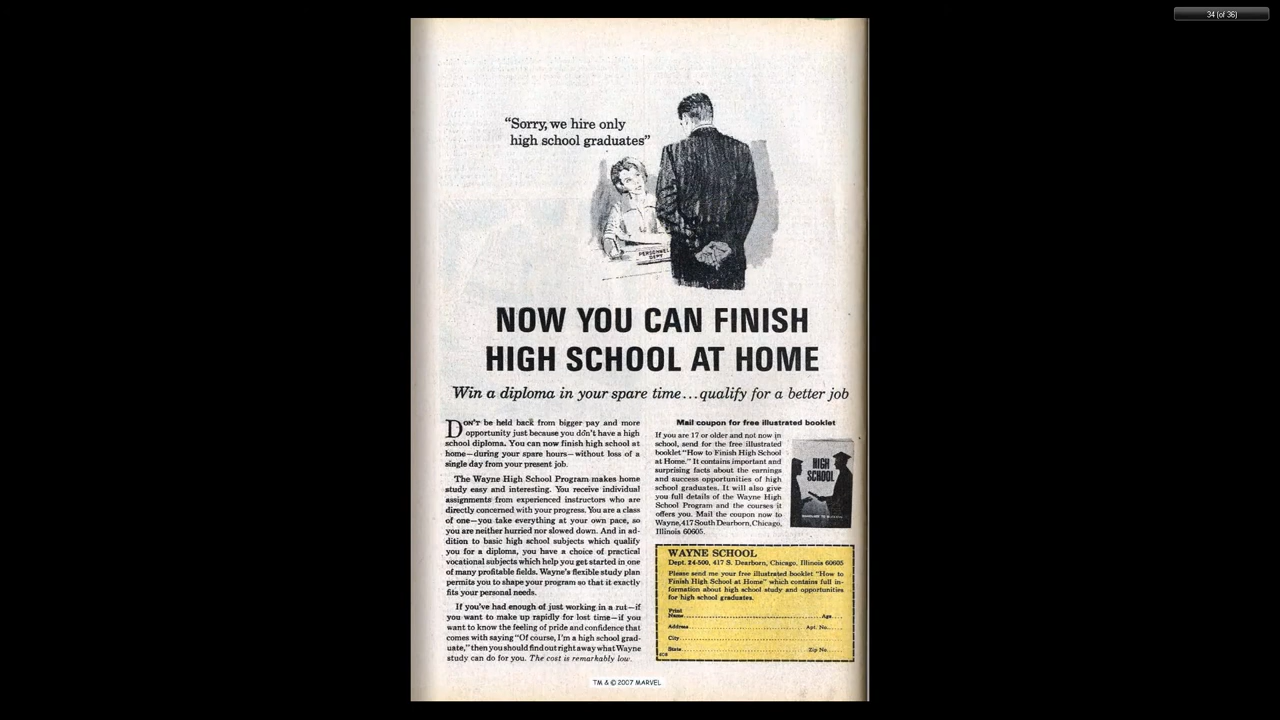 34 (of 36)
“Sorry, we hire only
high school graduates”
PERSONNEL
DEPT
NOW YOU CAN FINISH
HIGH SCHOOL AT HOME
Win a diploma in your spare time...qualify for a better job
DON'T be held back from bigger pay and more
opportunity just because you don't have a high
school diploma. You can now finish high school at
home—during your spare hours—without loss of a
single day from your present job.
The Wayne High School Program makes home
study easy and interesting. You receive individual
assignments from experienced instructors who are
directly concerned with your progress. You are a class
of one—you take everything at your own pace, so
you are neither hurried nor slowed down. And in ad-
dition to basic high school subjects which qualify
you for a diploma, you have a choice of practical
vocational subjects which help you get started in one
of many profitable fields. Wayne's flexible study plan
permits you to shape your program so that it exactly
fits your personal needs.
If you've had enough of just working in a rut—if
you want to make up rapidly for lost time—if you
want to know the feeling of pride and confidence that
comes with saying "Of course, I'm a high school grad-
uate," then you should find out right away what Wayne
study can do for you. The cost is remarkably low.
Mail coupon for free illustrated booklet
If you are 17 or older and not now in
school, send for the free illustrated
booklet "How to Finish High School
at Home." It contains important and
surprising facts about the earnings
and success opportunities of high
school graduates. It will also give
you full details of the Wayne High
School Program and the courses it
offers you. Mail the coupon now to
Wayne, 417 South Dearborn, Chicago,
Illinois 60605.
HIGH
SCHOOL
WAYNE SCHOOL
Dept. 24-500, 417 S. Dearborn, Chicago, Illinois 60605
Please send me your free illustrated booklet "How to
Finish High School at Home" which contains full in-
formation about high school study and opportunities
for high school graduates.
Print
Name Age
Address Apt. No.
City
State Zip No.
TM & © 2007 MARVEL